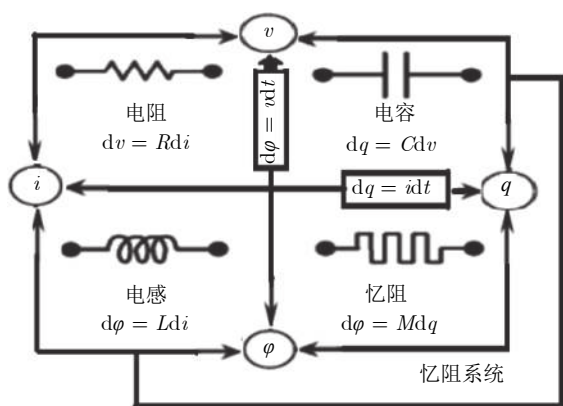 v
电阻
dv = Rdi
dφ = vdt
电容
dq = Cdv
i
dq = idt
q
电感
dφ = Ldi
忆阻
dφ = Mdq
φ
忆阻系统